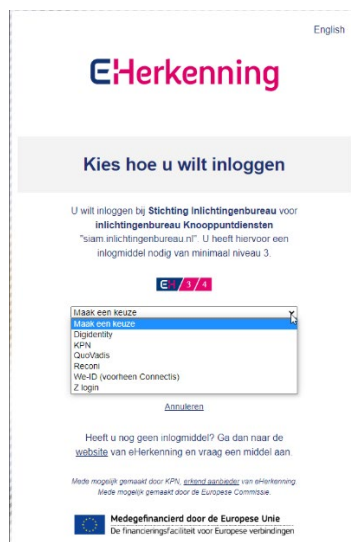 English
eHerkenning
Kies hoe u wilt inloggen
U wilt inloggen bij Stichting Inlichtingenbureau voor
inlichtingenbureau Knooppuntdiensten
"siam.inlichtingenbureau.nl". U heeft hiervoor een
inlogmiddel nodig van minimaal niveau 3.
EH/3/4
Maak een keuze
Maak een keuze
Digidentity
KPN
QuoVadis
Reconi
We-ID (voorheen Connectis)
Z login
Annuleren
Heeft u nog geen inlogmiddel? Ga dan naar de
website van eHerkenning en vraag een middel aan.
Mede mogelijk gemaakt door KPN, erkend aanbieder van eHerkenning.
Mede mogelijk gemaakt door de Europese Commissie.
Medegefinancierd door de Europese Unie
De financieringsfaciliteit voor Europese verbindingen